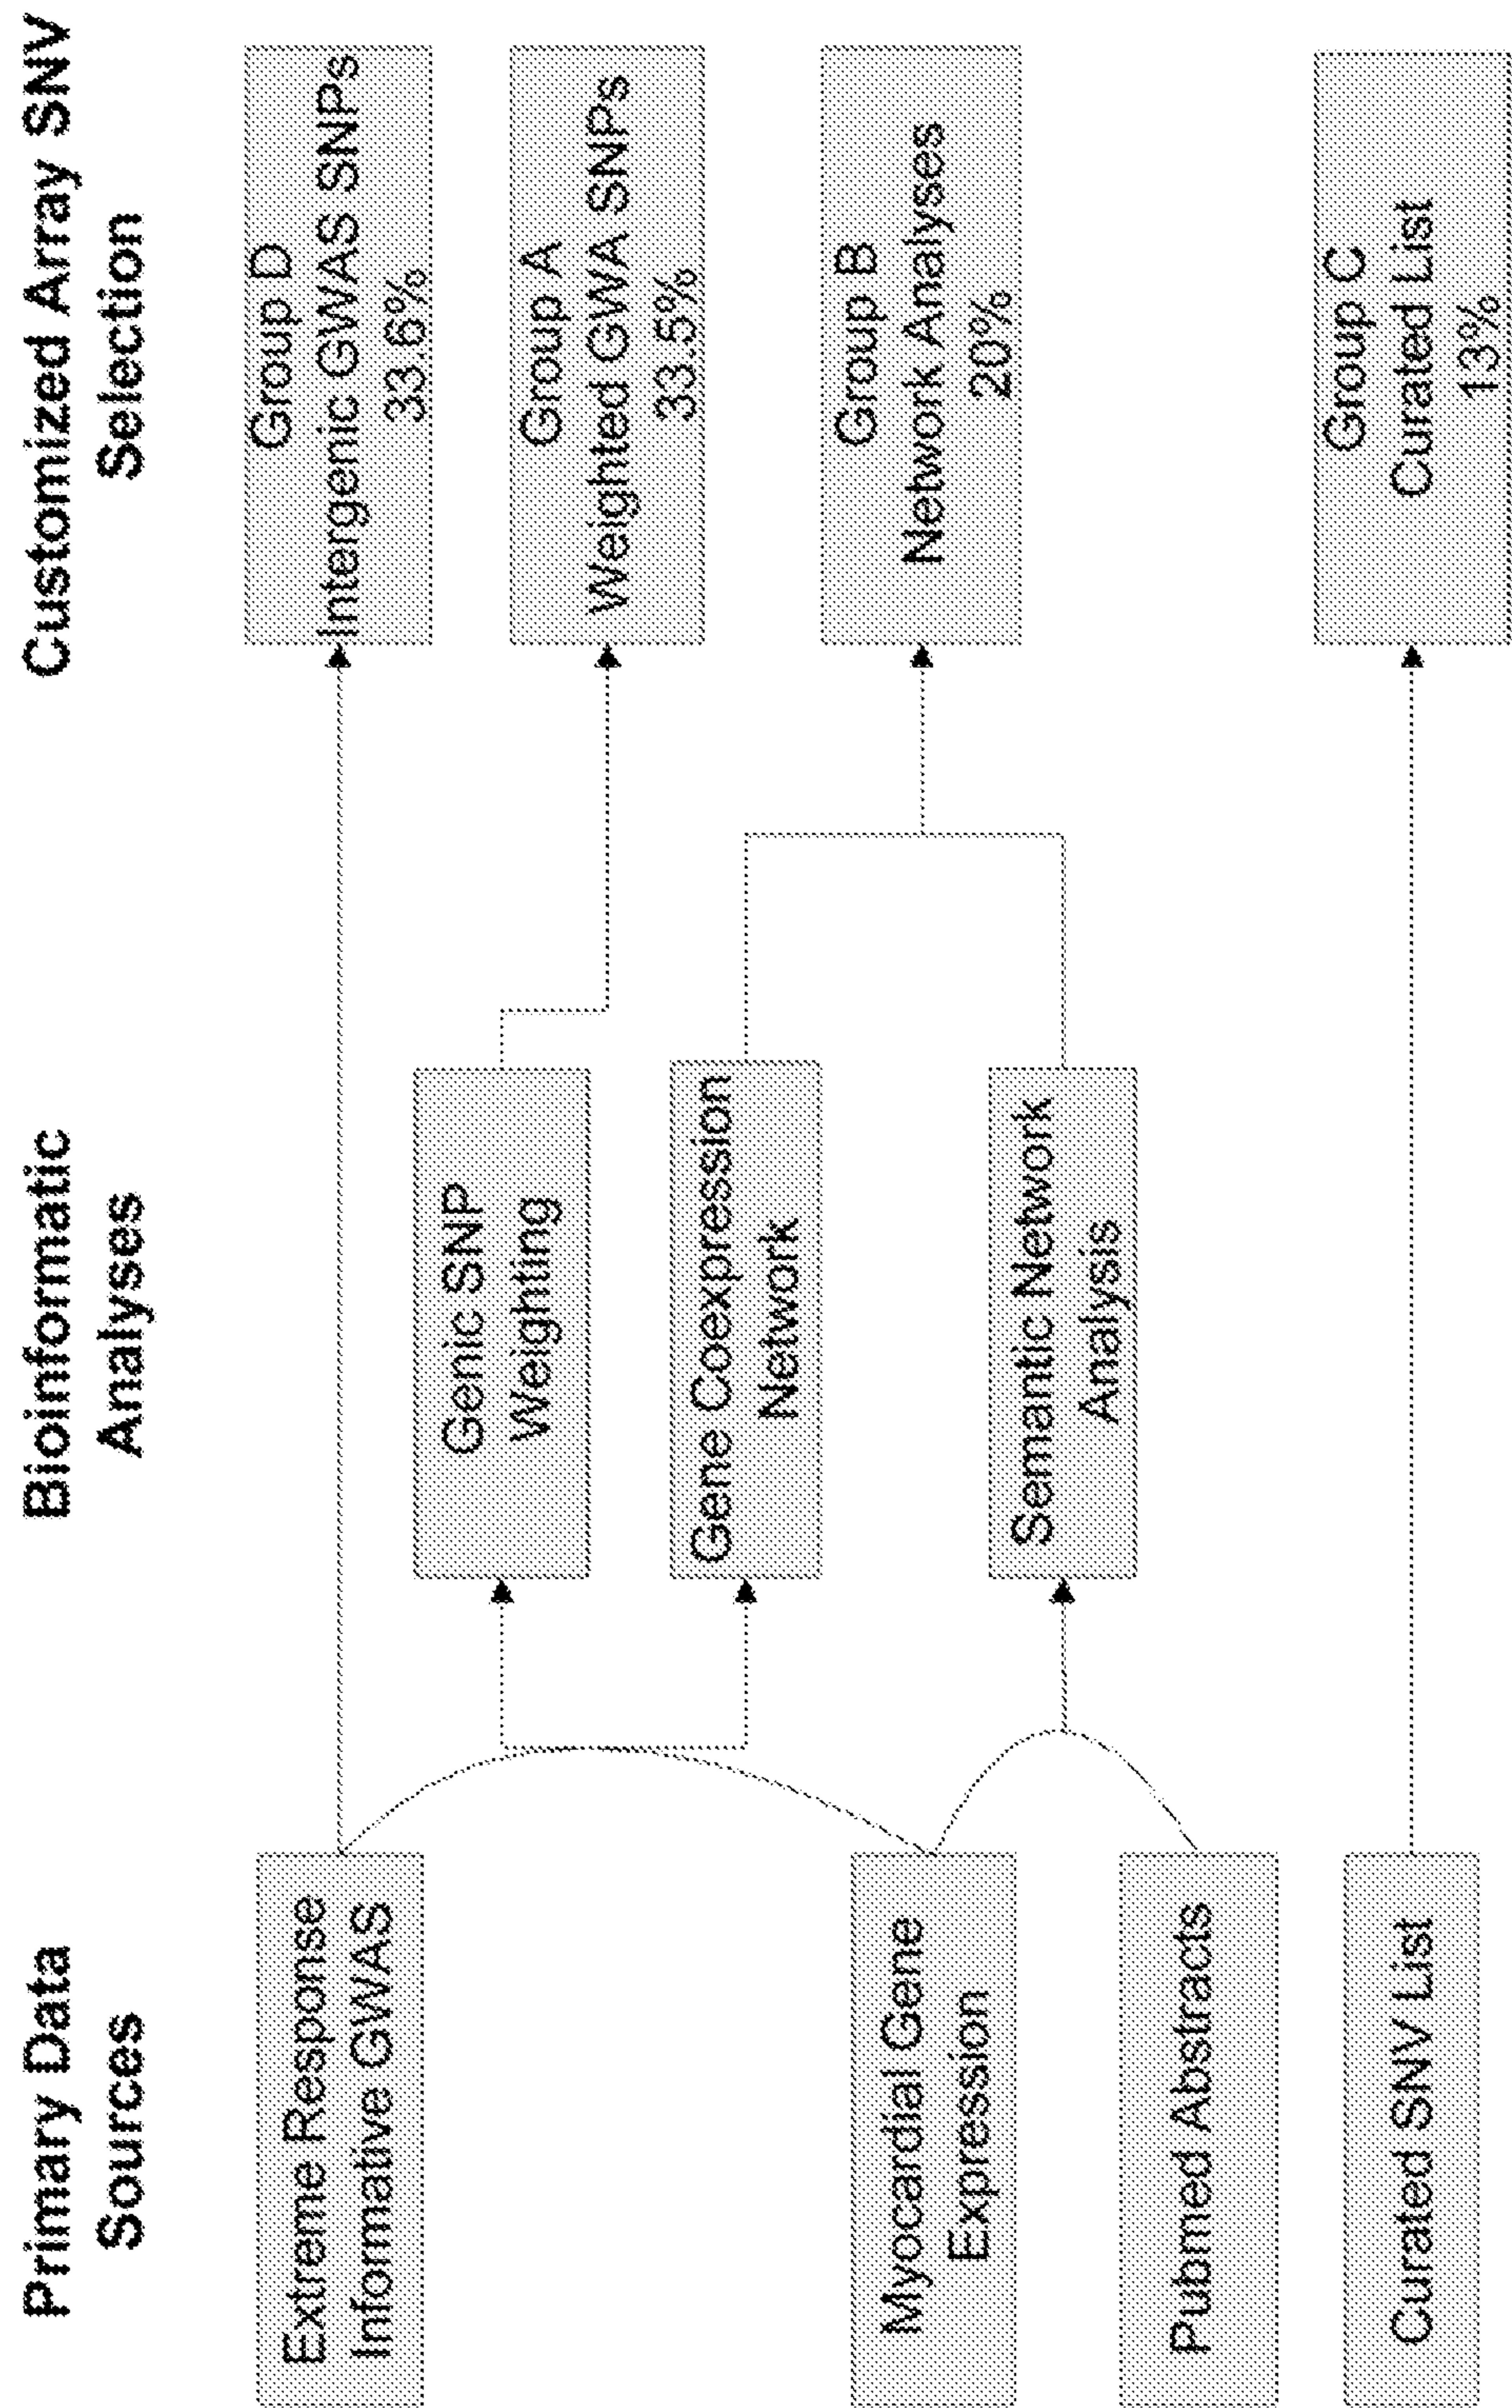 Primary Data
Sources
Bioinformatic
Analyses
Customized Array SNV
Selection
Extreme Response
Informative GWAS
Myocardial Gene
Expression
Pubmed Abstracts
Curated SNV List
Genic SNP
Weighting
Gene Coexpression
Network
Semantic Network
Analysis
Group D
Intergenic GWAS SNPs
33.6%
Group A
Weighted GWA SNPs
33.5%
Group B
Network Analyses
20%
Group C
Curated List
13%